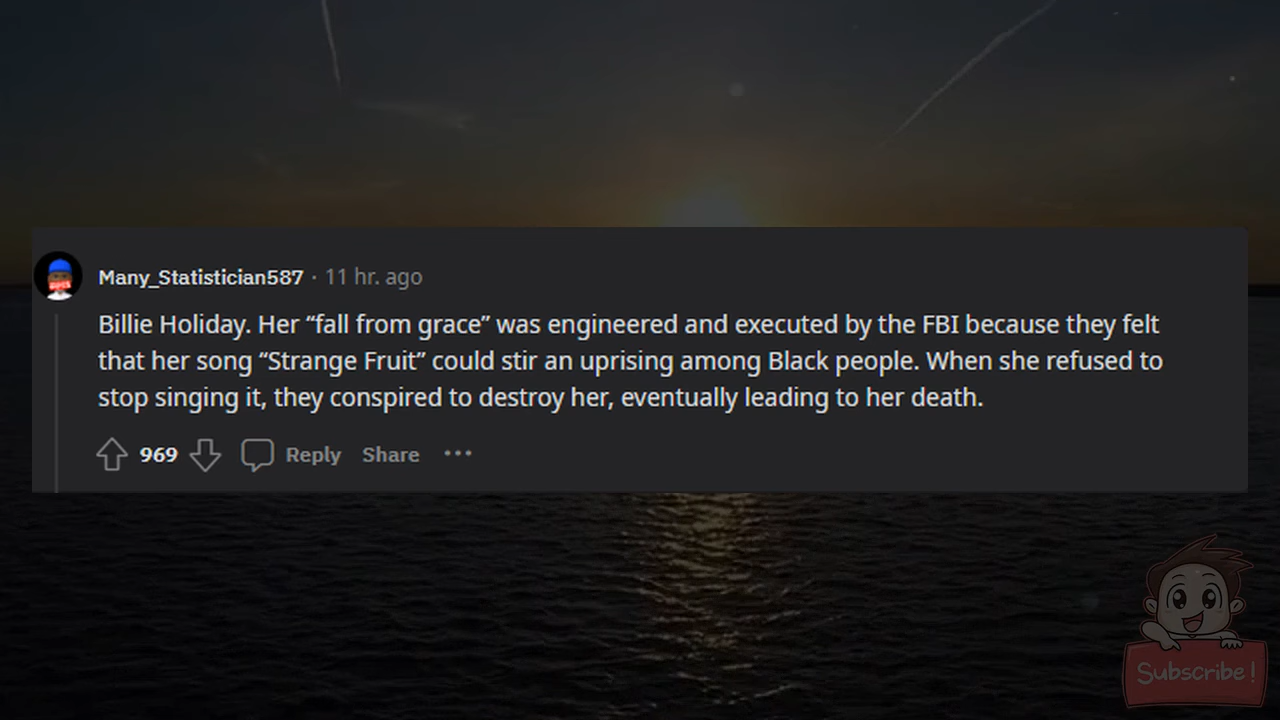 Many_Statistician587 · 11 hr. ago
Billie Holiday. Her “fall from grace” was engineered and executed by the FBI because they felt
that her song “Strange Fruit” could stir an uprising among Black people. When she refused to
stop singing it, they conspired to destroy her, eventually leading to her death.
969 Reply Share ···
Subscribe!